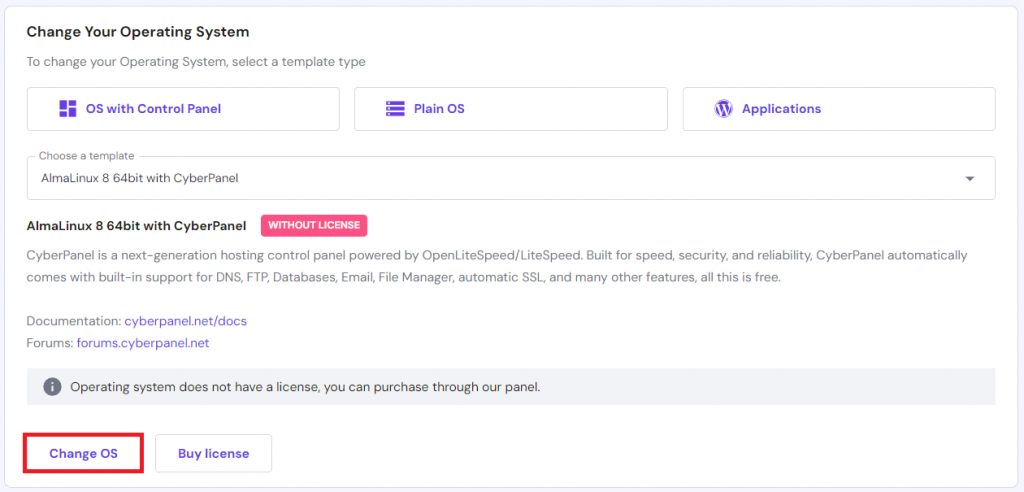 Change Your Operating System
To change your Operating System, select a template type
OS with Control Panel
Plain OS
Applications
Choose a template
AlmaLinux 8 64bit with CyberPanel
AlmaLinux 8 64bit with CyberPanel WITHOUT LICENSE
CyberPanel is a next-generation hosting control panel powered by OpenLiteSpeed/LiteSpeed. Built for speed, security, and reliability, CyberPanel automatically
comes with built-in support for DNS, FTP, Databases, Email, File Manager, automatic SSL, and many other features, all this is free.
Documentation: cyberpanel.net/docs
Forums: forums.cyberpanel.net
Operating system does not have a license, you can purchase through our panel.
Change OS
Buy license